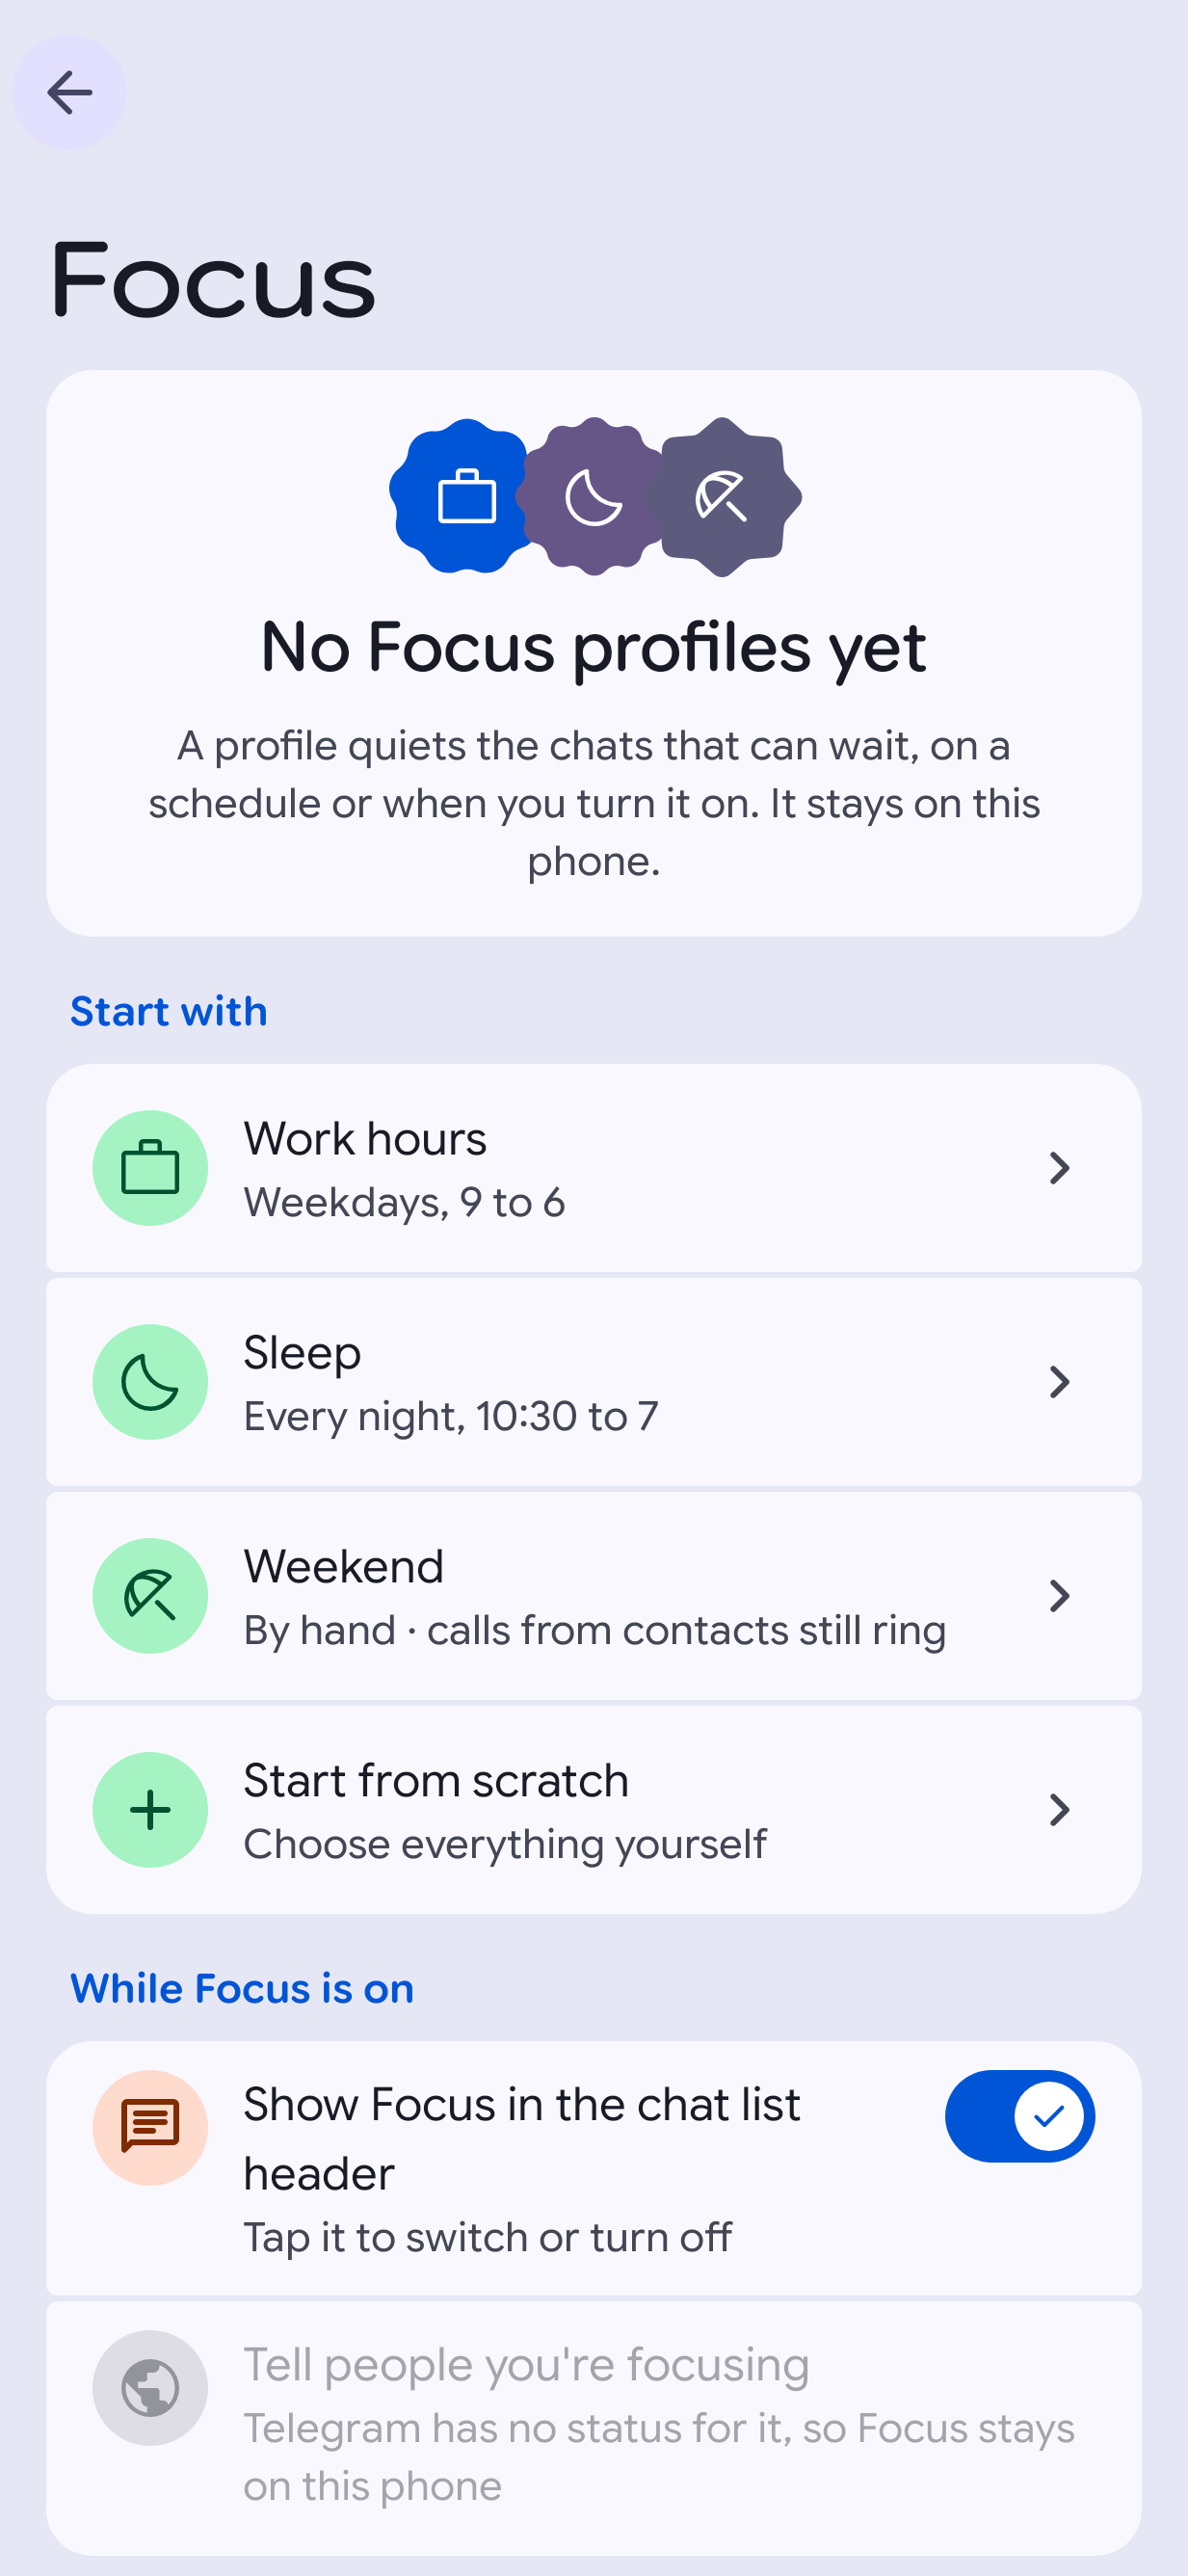 Focus
No Focus profiles yet
A profile quiets the chats that can wait, on a
schedule or when you turn it on. It stays on this
phone.
Start with
Work hours
Weekdays, 9 to 6
Sleep
Every night, 10:30 to 7
Weekend
By hand · calls from contacts still ring
Start from scratch
Choose everything yourself
While Focus is on
Show Focus in the chat list
header
Tap it to switch or turn off
Tell people you're focusing
Telegram has no status for it, so Focus stays
on this phone